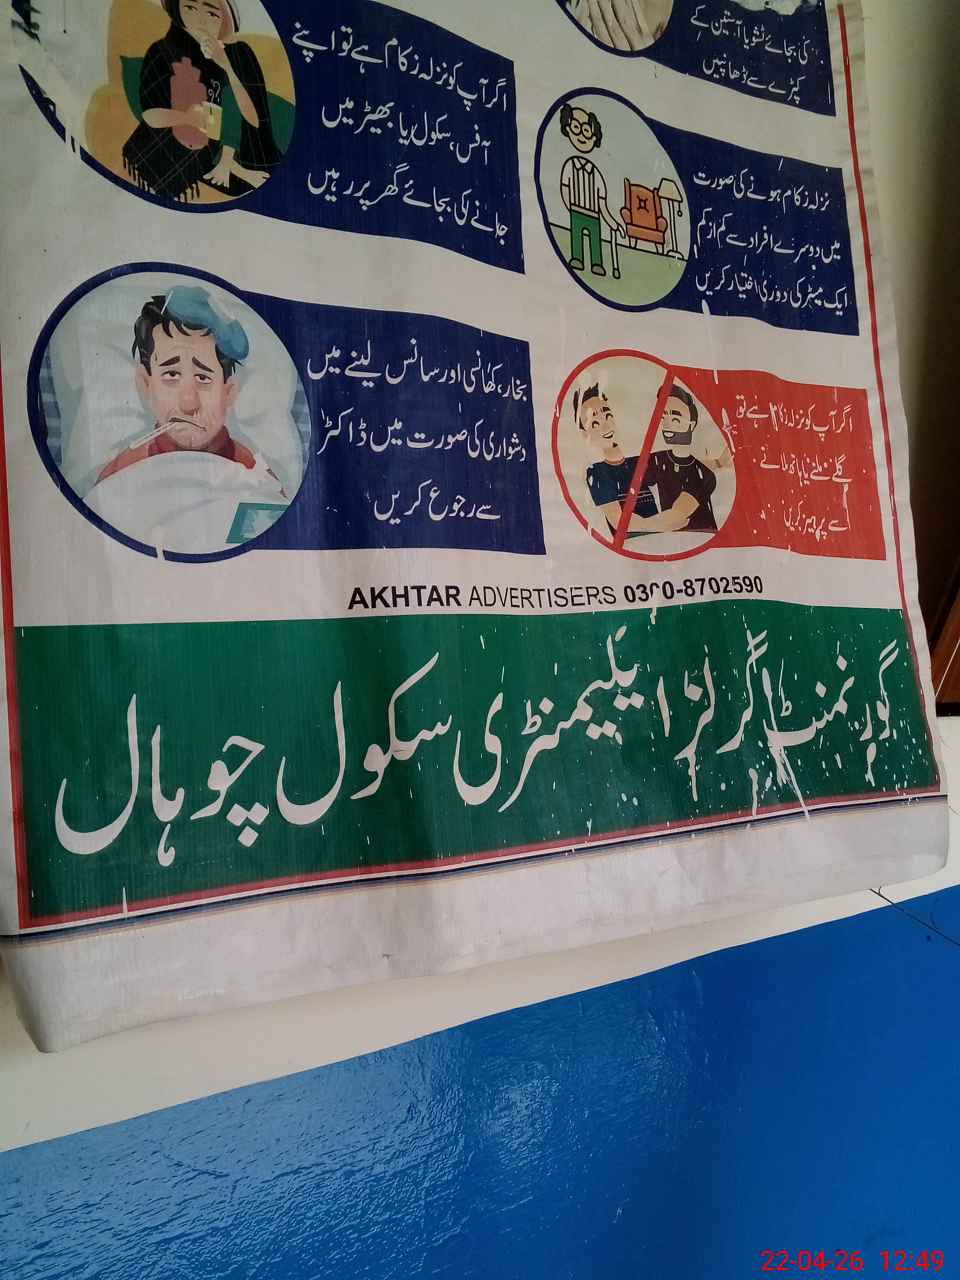 کی بجائے ٹشو یا آستین کے
کپڑے سے ڈھانپیں
اگر آپ کو نزلہ زکام ہے تو اپنے
آفس، سکول یا بھیڑ میں
جانے کی بجائے گھر پر رہیں
نزلہ زکام ہونے کی صورت
میں دوسرے افراد سے کم از کم
ایک میٹر کی دوری اختیار کریں
بخار، کھانسی اور سانس لینے میں
دشواری کی صورت میں ڈاکٹر
سے رجوع کریں
اگر آپ کو نزلہ زکام ہے تو
گلے ملنے یا ہاتھ ملانے
سے پرہیز کریں
AKHTAR ADVERTISERS 0300-8702590
گورنمنٹ گرلز ایلیمنٹری سکول چوہال
22-04-26 12:49